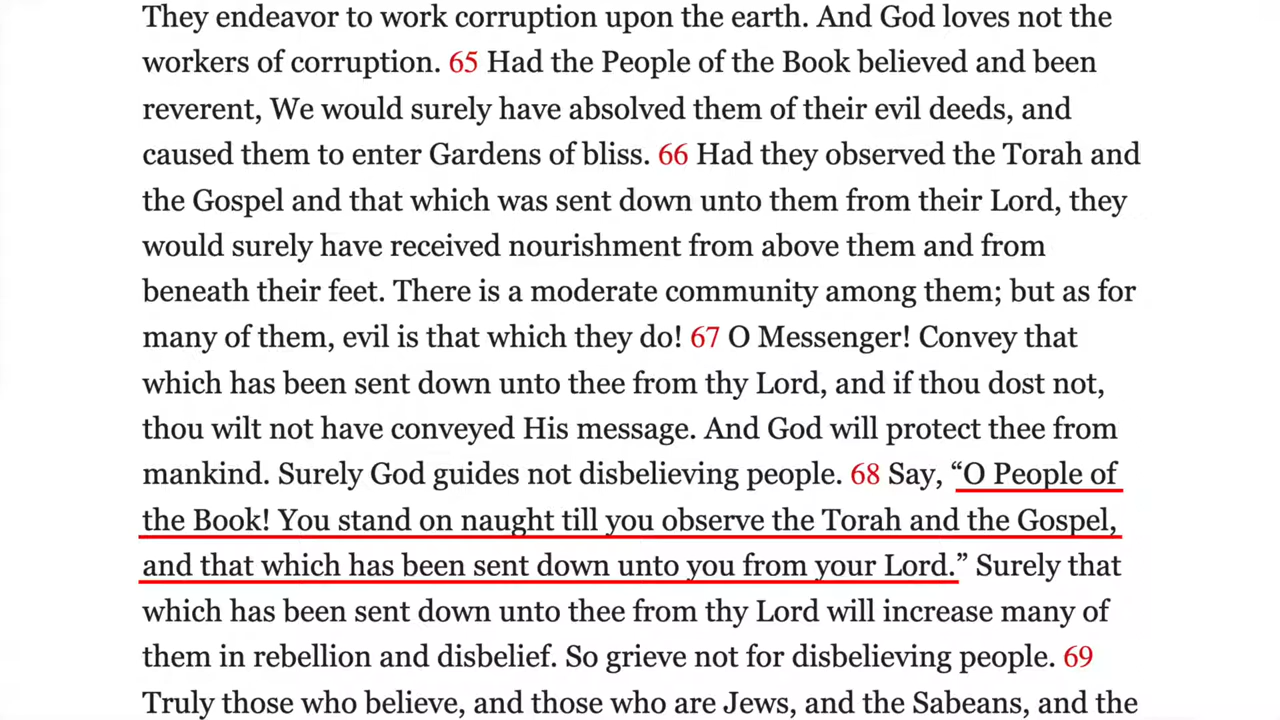 They endeavor to work corruption upon the earth. And God loves not the
workers of corruption. 65 Had the People of the Book believed and been
reverent, We would surely have absolved them of their evil deeds, and
caused them to enter Gardens of bliss. 66 Had they observed the Torah and
the Gospel and that which was sent down unto them from their Lord, they
would surely have received nourishment from above them and from
beneath their feet. There is a moderate community among them; but as for
many of them, evil is that which they do! 67 O Messenger! Convey that
which has been sent down unto thee from thy Lord, and if thou dost not,
thou wilt not have conveyed His message. And God will protect thee from
mankind. Surely God guides not disbelieving people. 68 Say, “O People of
the Book! You stand on naught till you observe the Torah and the Gospel,
and that which has been sent down unto you from your Lord.” Surely that
which has been sent down unto thee from thy Lord will increase many of
them in rebellion and disbelief. So grieve not for disbelieving people. 69
Truly those who believe, and those who are Jews, and the Sabeans, and the